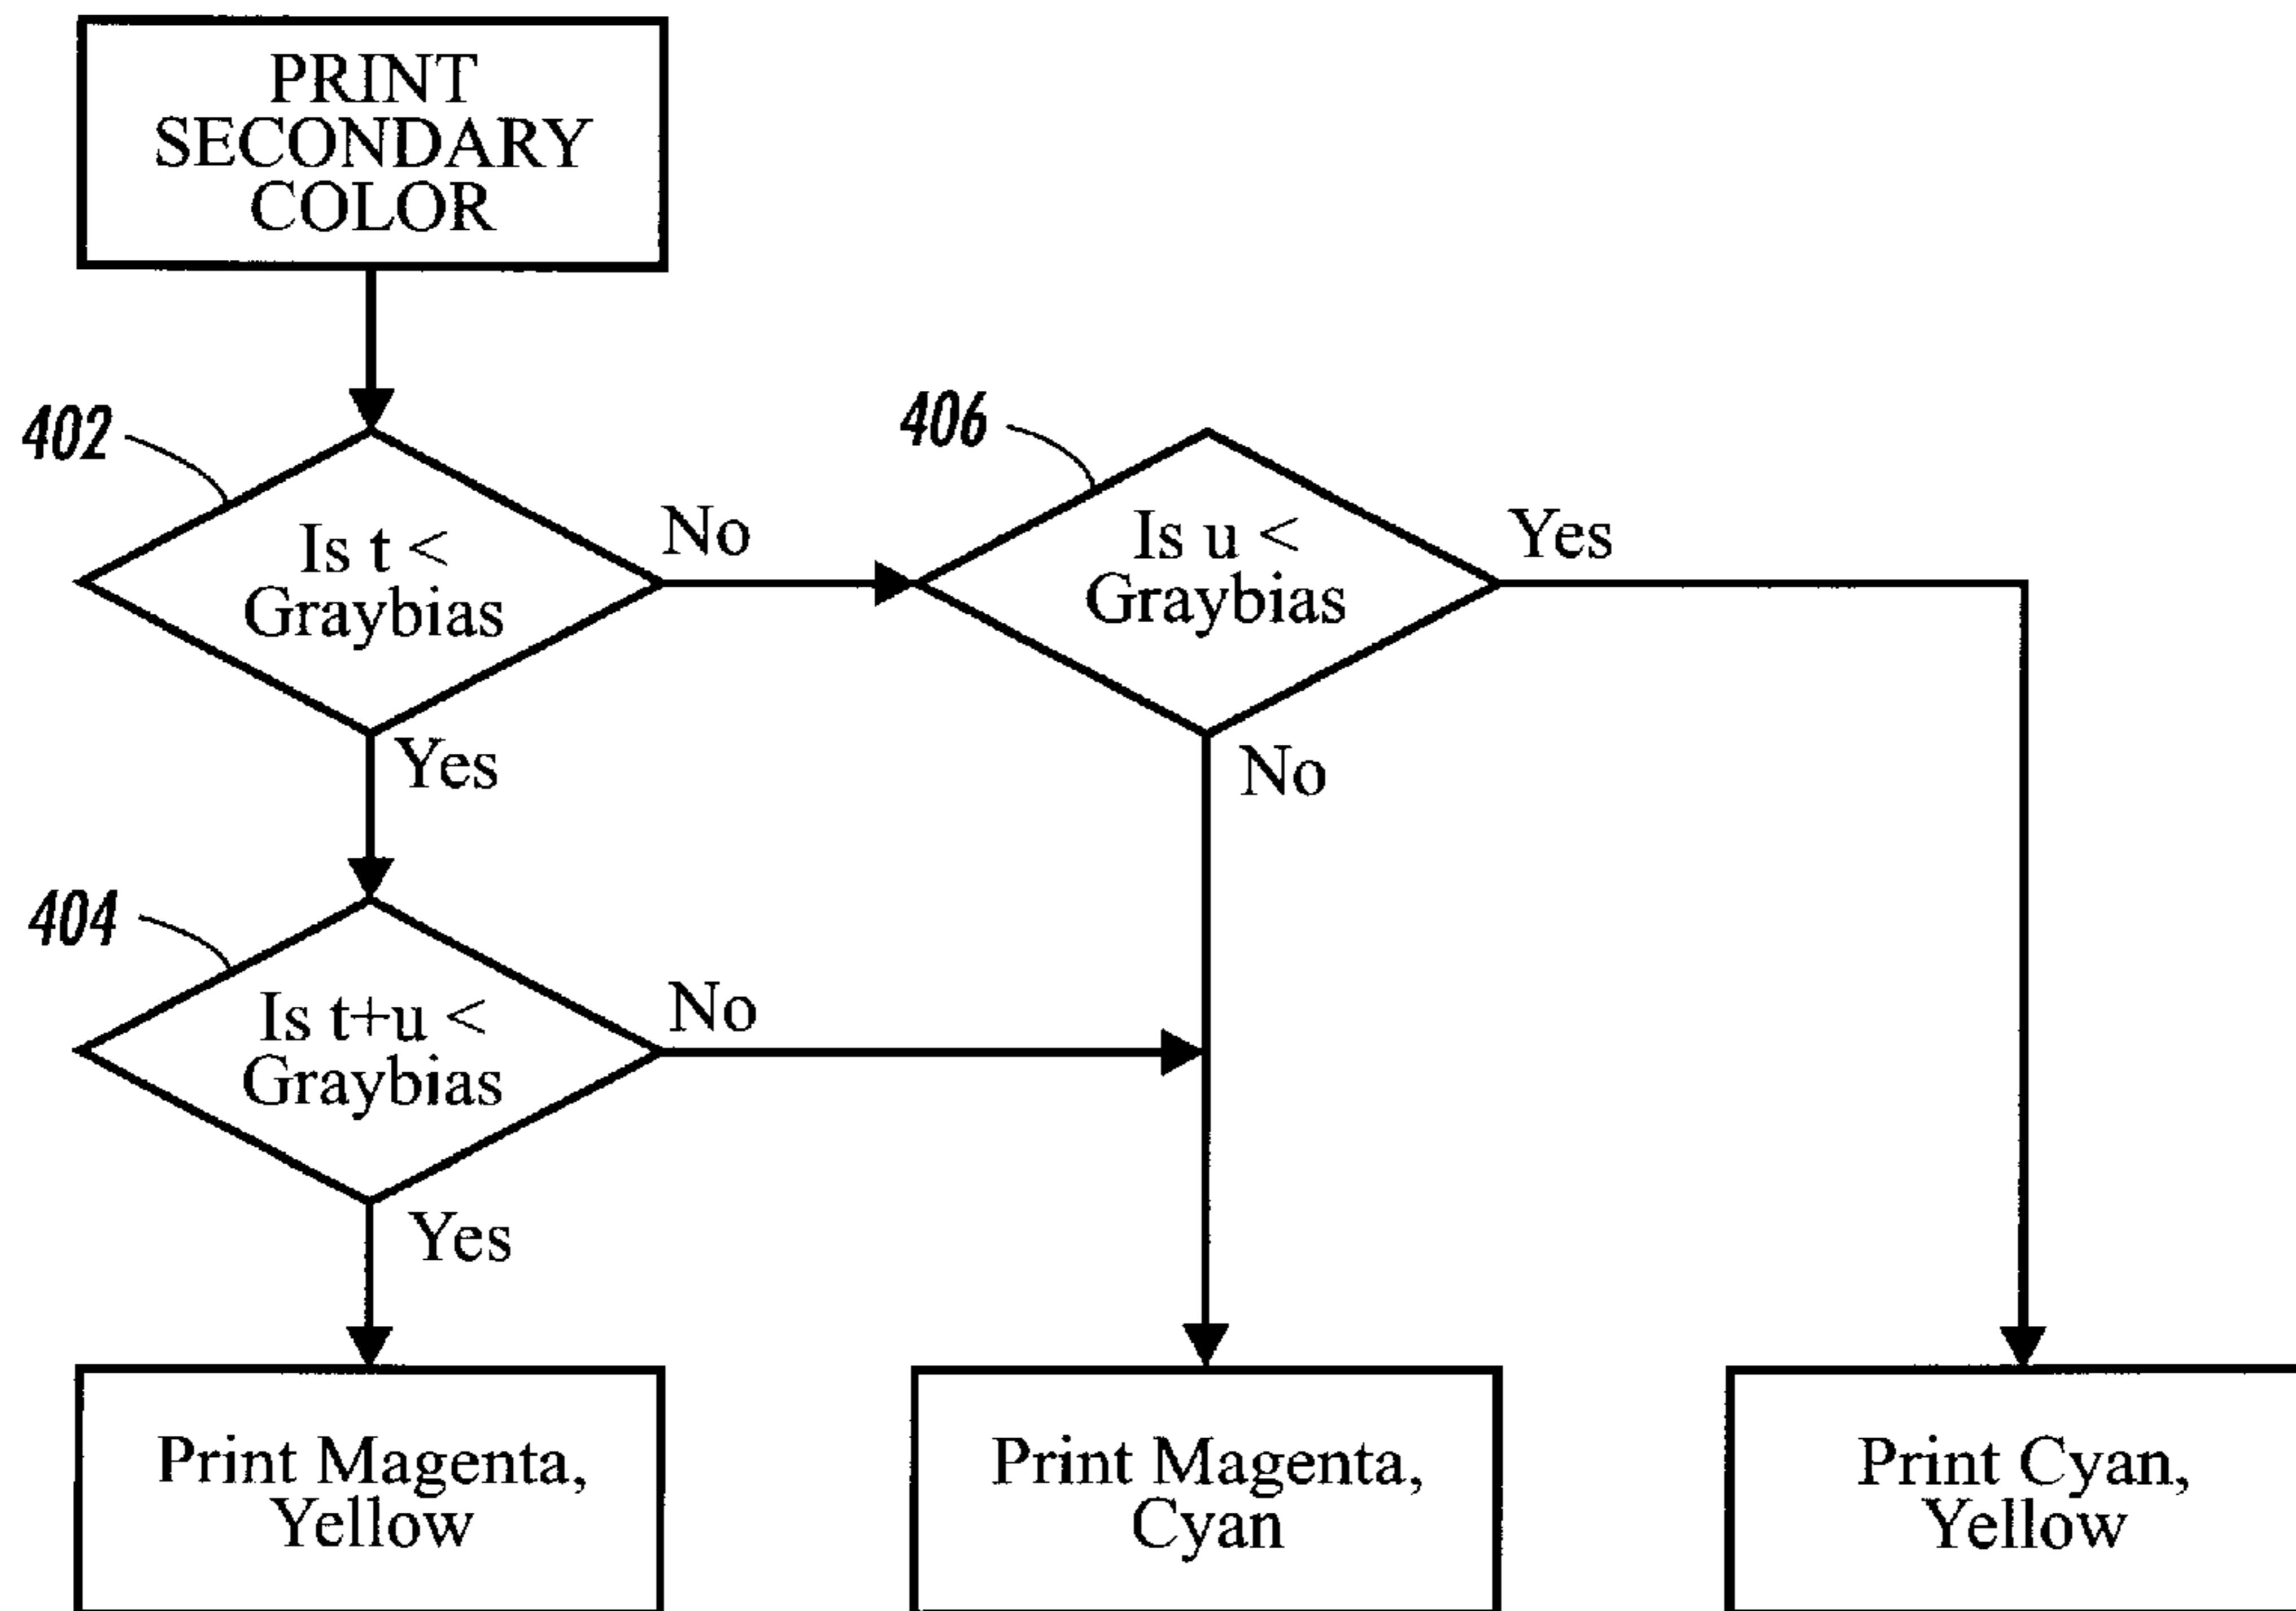 PRINT
SECONDARY
COLOR
402
Is t <
Graybias
No
Yes
406
Is u <
Graybias
Yes
No
404
Is t+u <
Graybias
No
Yes
Print Magenta,
Yellow
Print Magenta,
Cyan
Print Cyan,
Yellow